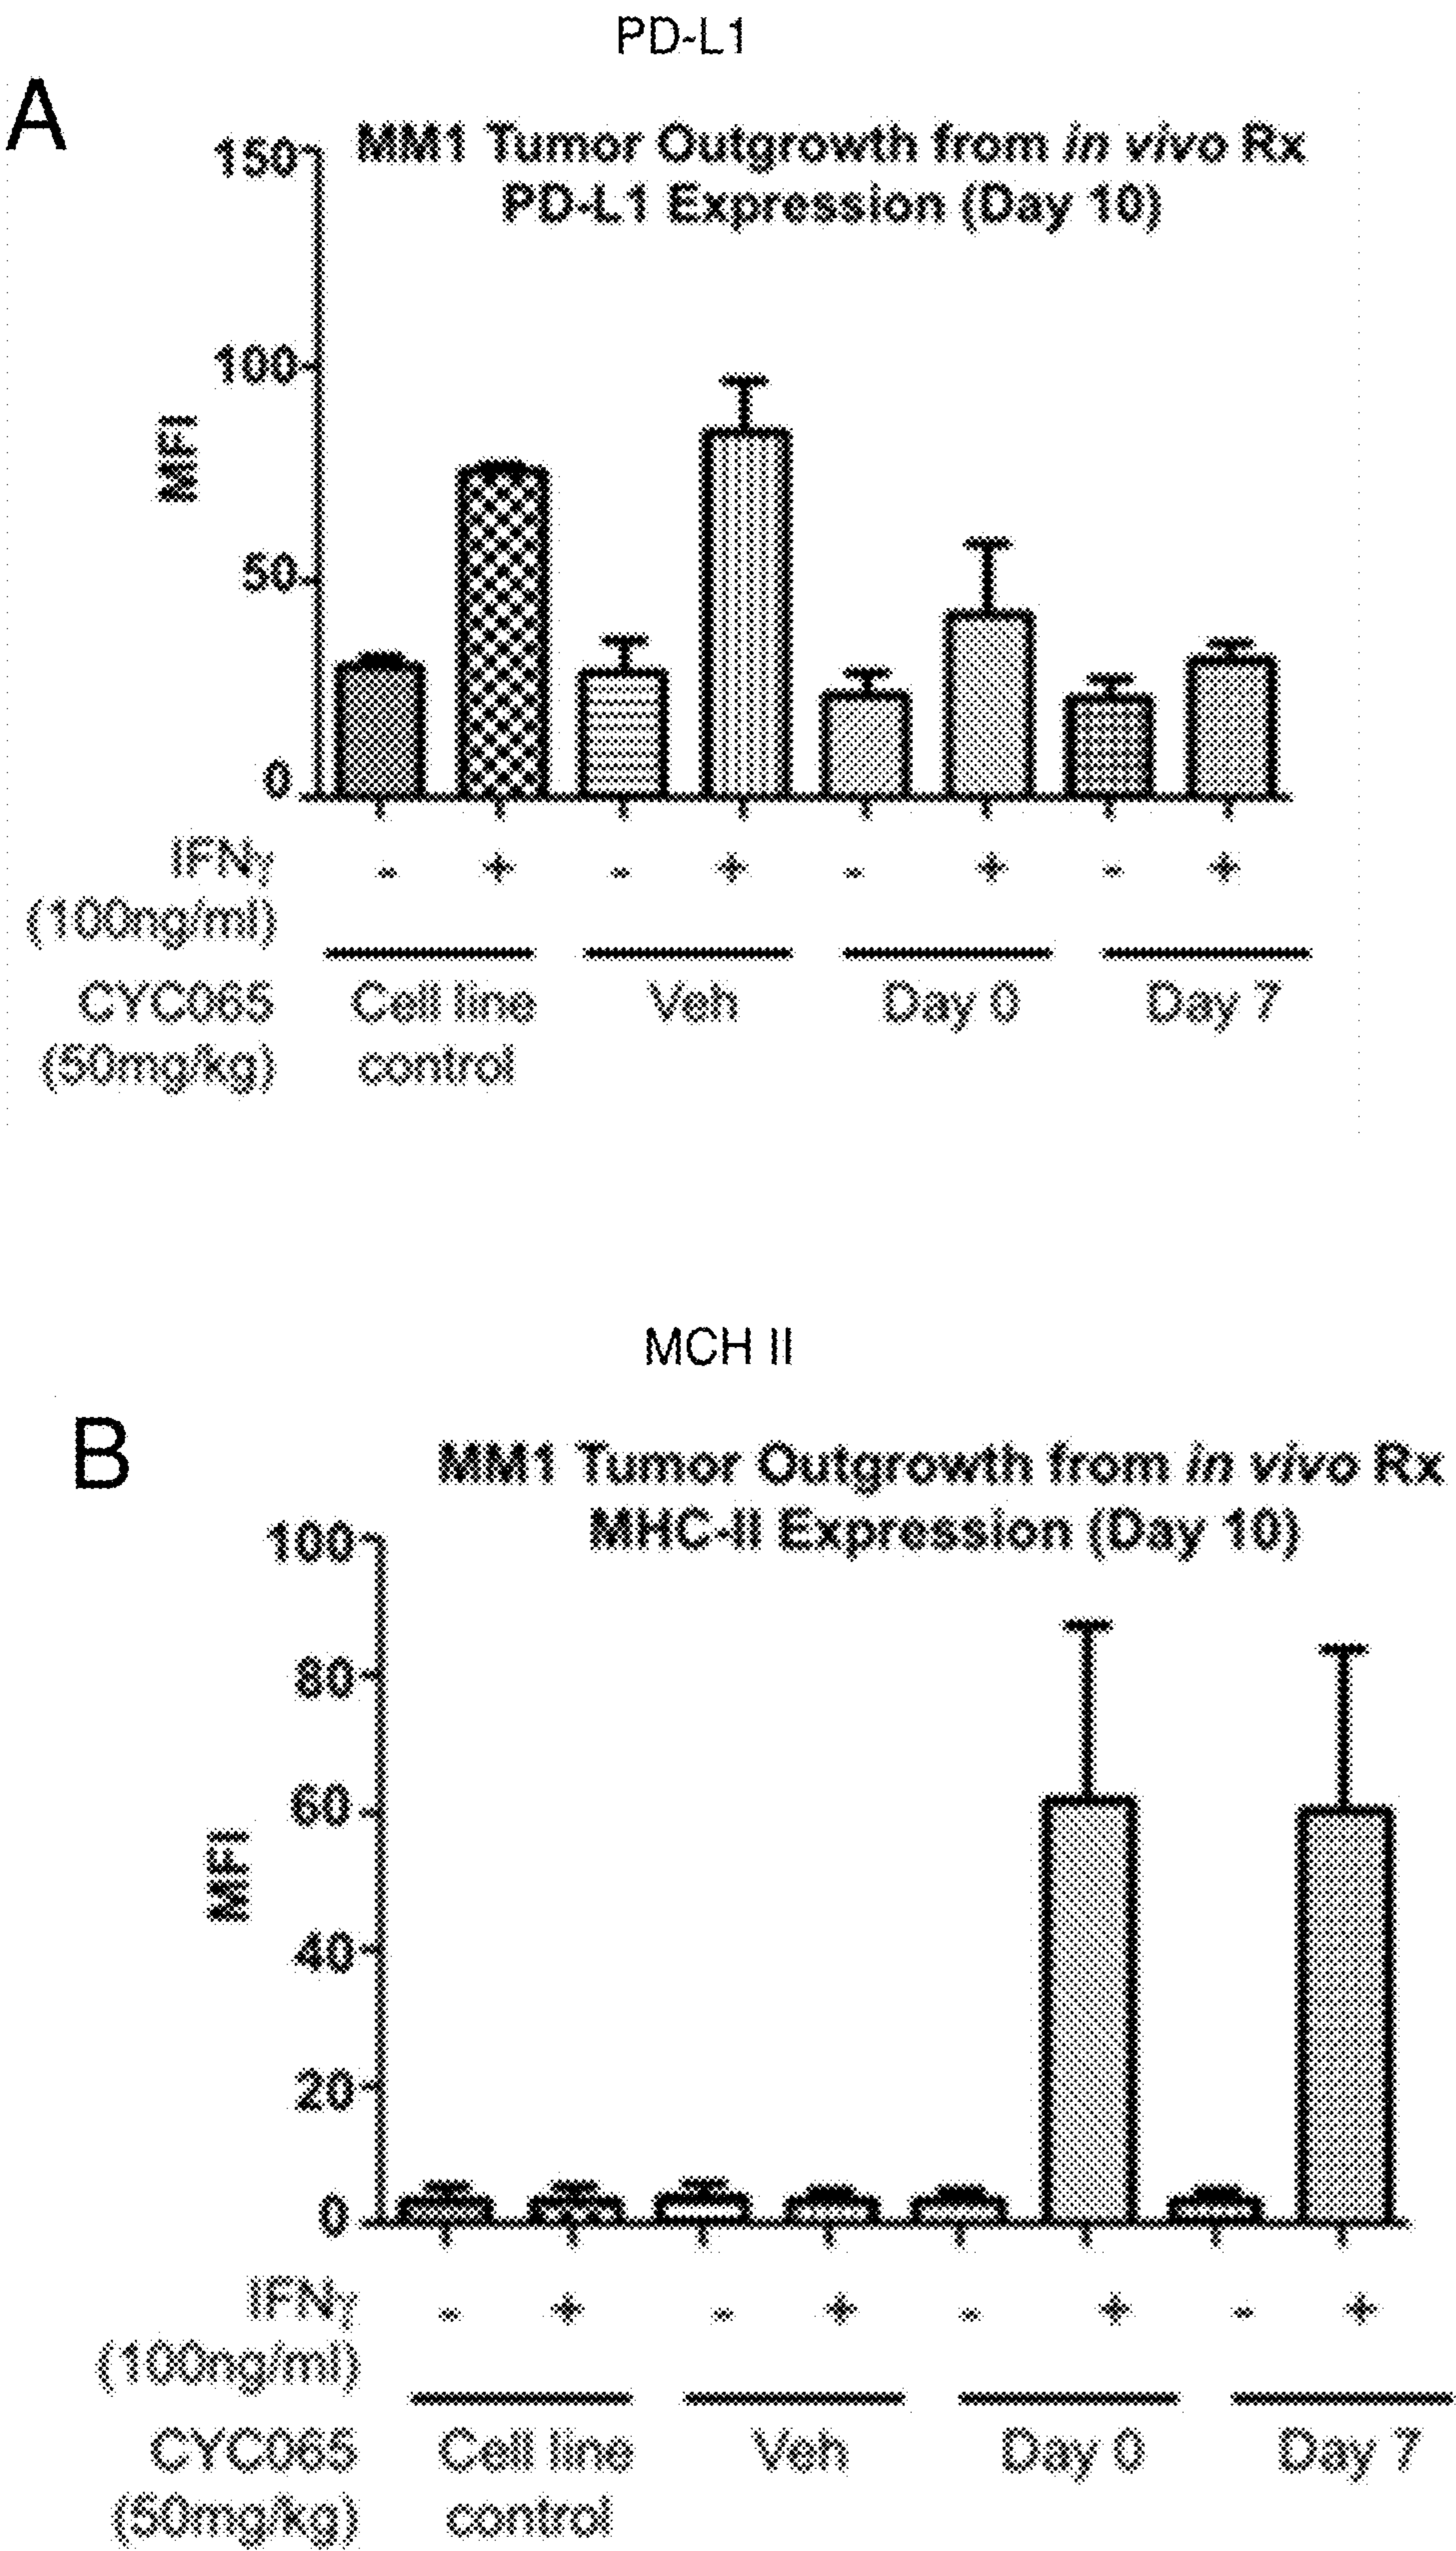 PD-L1
A
MM1 Tumor Outgrowth from in vivo Rx
PD-L1 Expression (Day 10)
150
100
50
0
MFI
IFNγ - + - + - + - +
(100ng/ml)
CYC065 Cell line Veh Day 0 Day 7
(50mg/kg) control
MCH II
B
MM1 Tumor Outgrowth from in vivo Rx
MHC-II Expression (Day 10)
100
80
60
40
20
0
MFI
IFNγ - + - + - + - +
(100ng/ml)
CYC065 Cell line Veh Day 0 Day 7
(50mg/kg) control